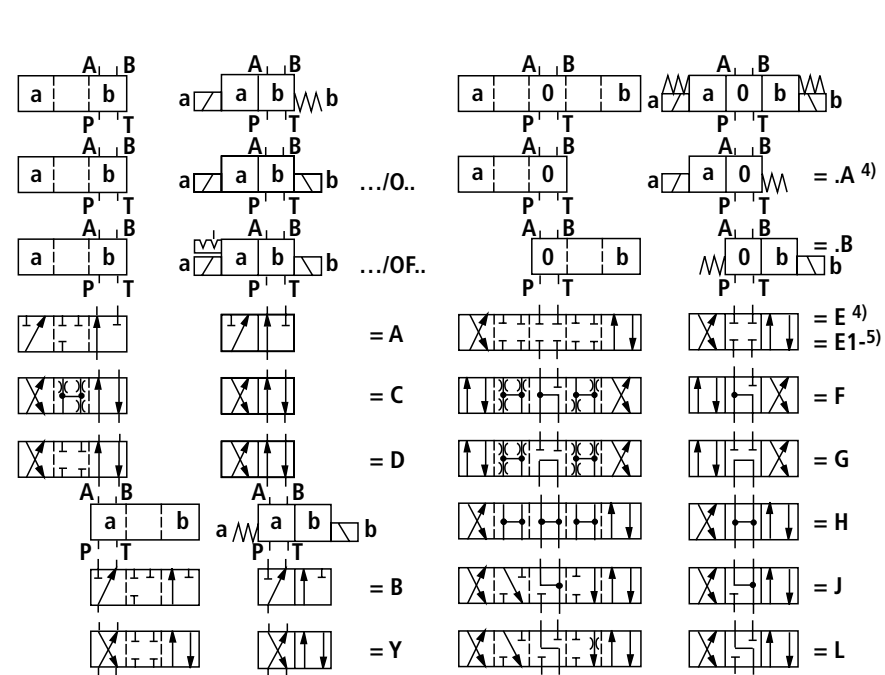 A B A B A B A B
a b a a b b a 0 b a a 0 b b
P T P T P T P T
A B A B A B A B
a b a a b b .../O.. a 0 a a 0 = .A 4)
P T P T P T P T
A B A B A B A B
a b a a b b .../OF.. 0 b 0 b b = .B
P T P T P T P T
= A = E 4)
= E1-5)
= C = F
= D = G
A B A B
a b a a b b = H
P T P T
= B = J
= Y = L